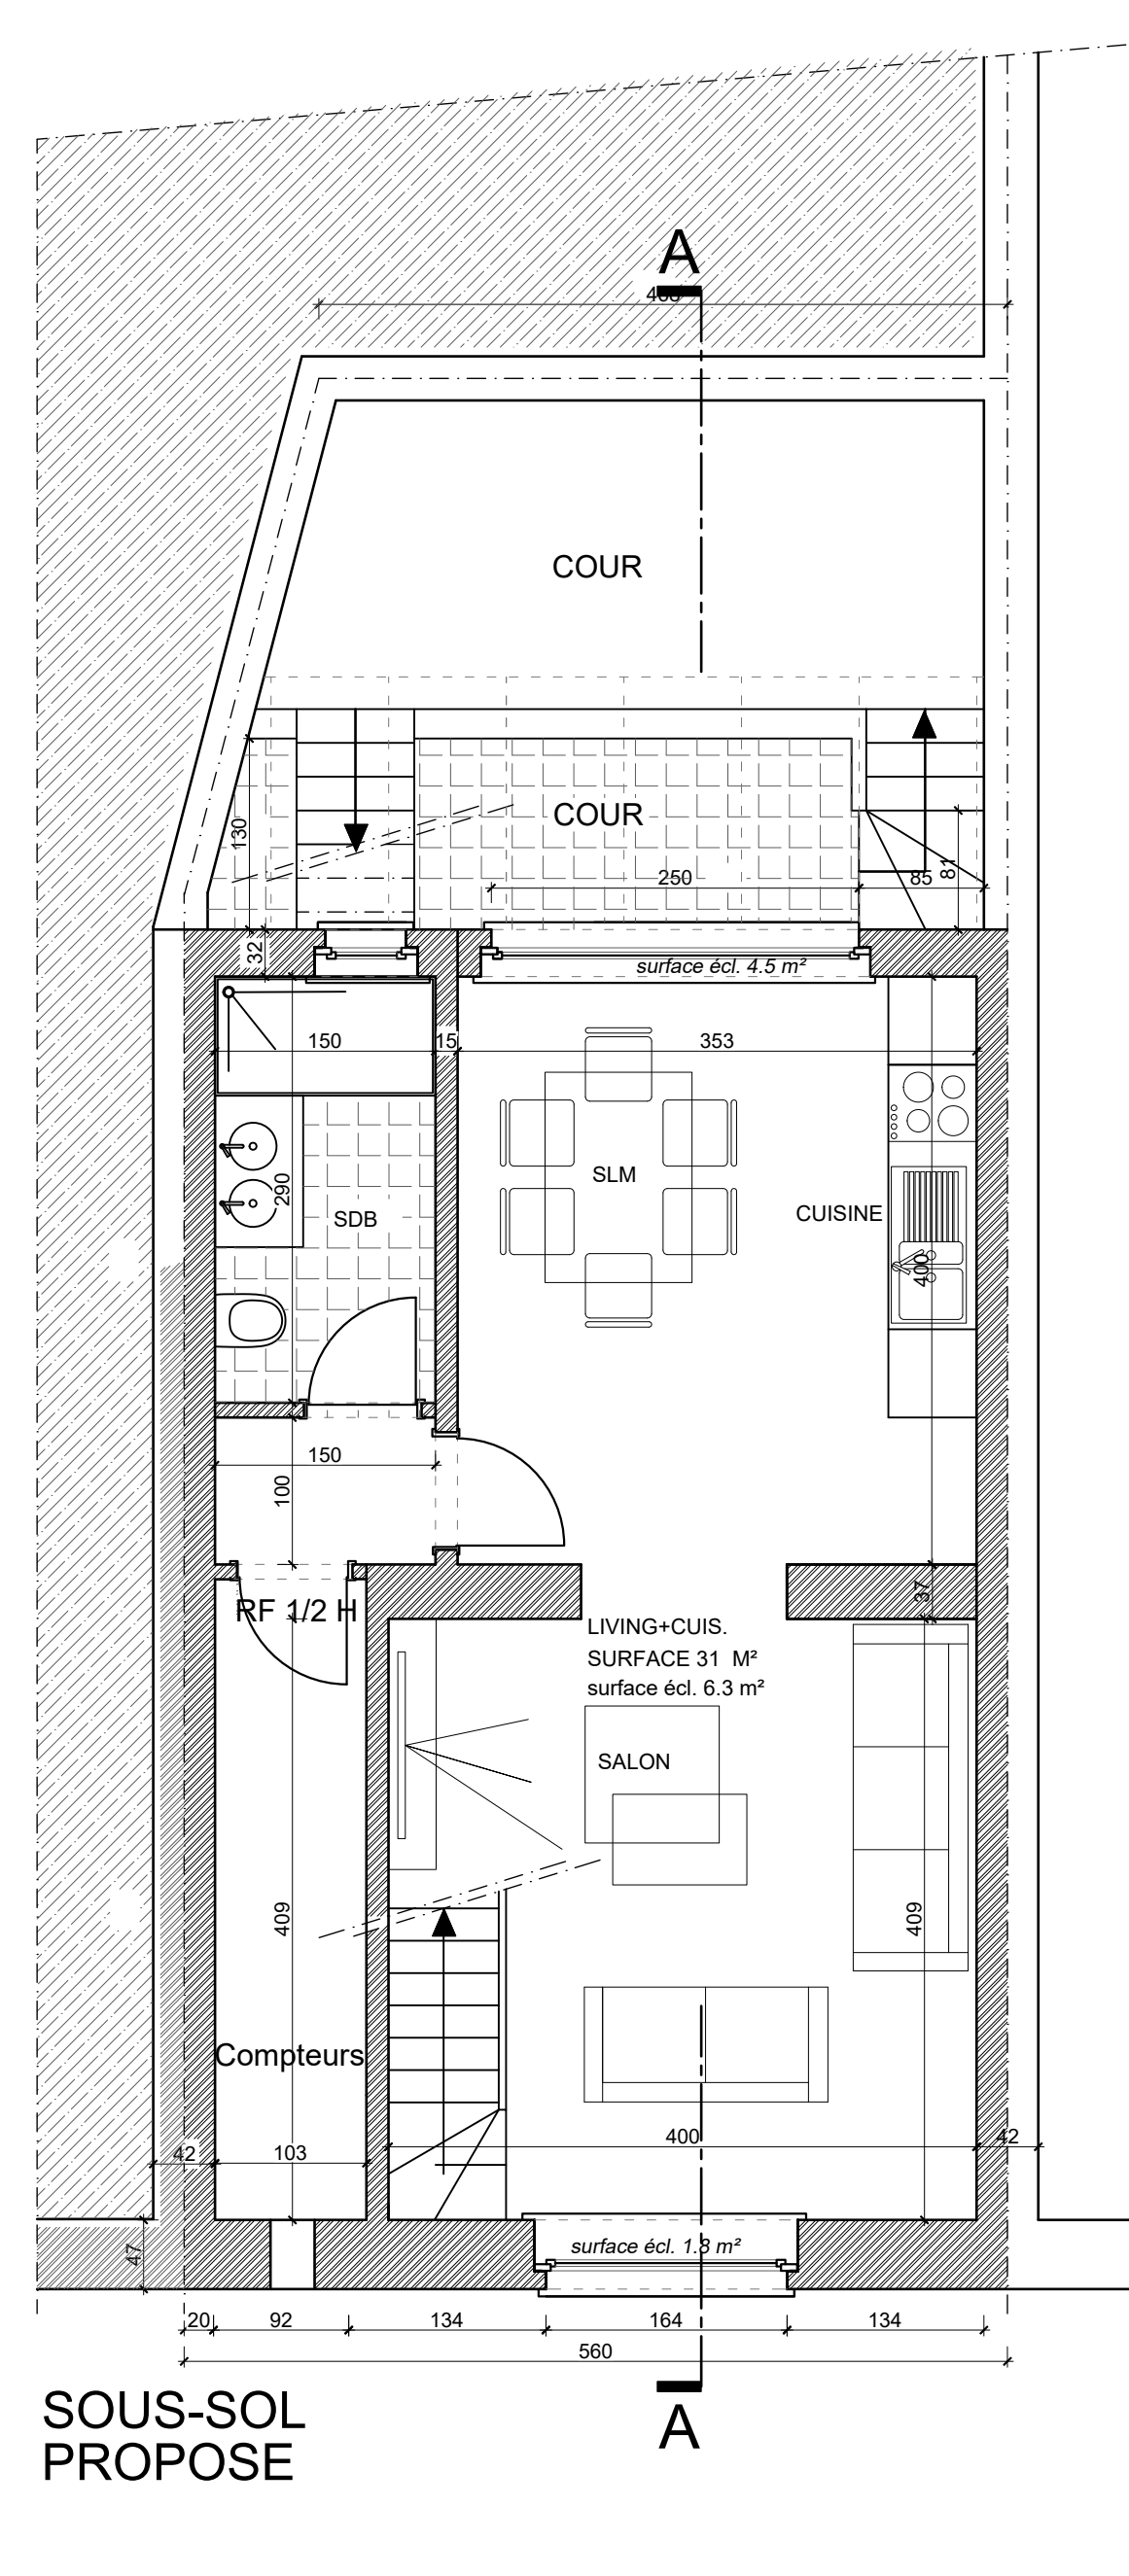 A
COUR
COUR
130
250
85
81
32
surface écl. 4.5 m²
150
15
353
SLM
290
SDB
CUISINE
400
150
100
37
RF 1/2 H
LIVING+CUIS.
SURFACE 31 M²
surface écl. 6.3 m²
SALON
409
409
Compteurs
42
103
400
42
47
surface écl. 1.8 m²
20
92
134
164
134
560
A
SOUS-SOL
PROPOSE